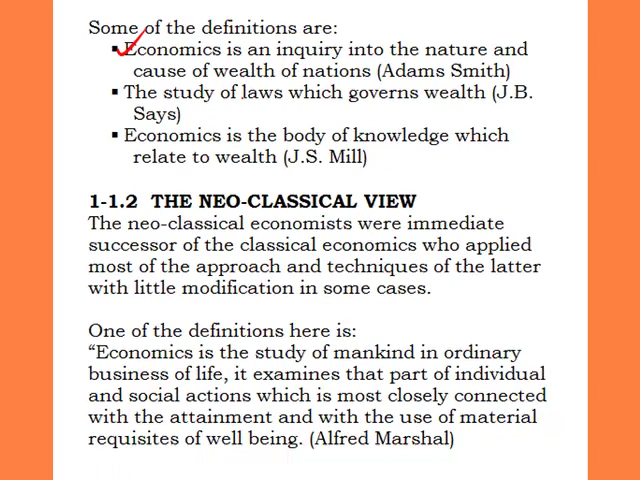 Some of the definitions are:
▪ Economics is an inquiry into the nature and
cause of wealth of nations (Adams Smith)
▪ The study of laws which governs wealth (J.B.
Says)
▪ Economics is the body of knowledge which
relate to wealth (J.S. Mill)
1-1.2 THE NEO-CLASSICAL VIEW
The neo-classical economists were immediate
successor of the classical economics who applied
most of the approach and techniques of the latter
with little modification in some cases.
One of the definitions here is:
“Economics is the study of mankind in ordinary
business of life, it examines that part of individual
and social actions which is most closely connected
with the attainment and with the use of material
requisites of well being. (Alfred Marshal)